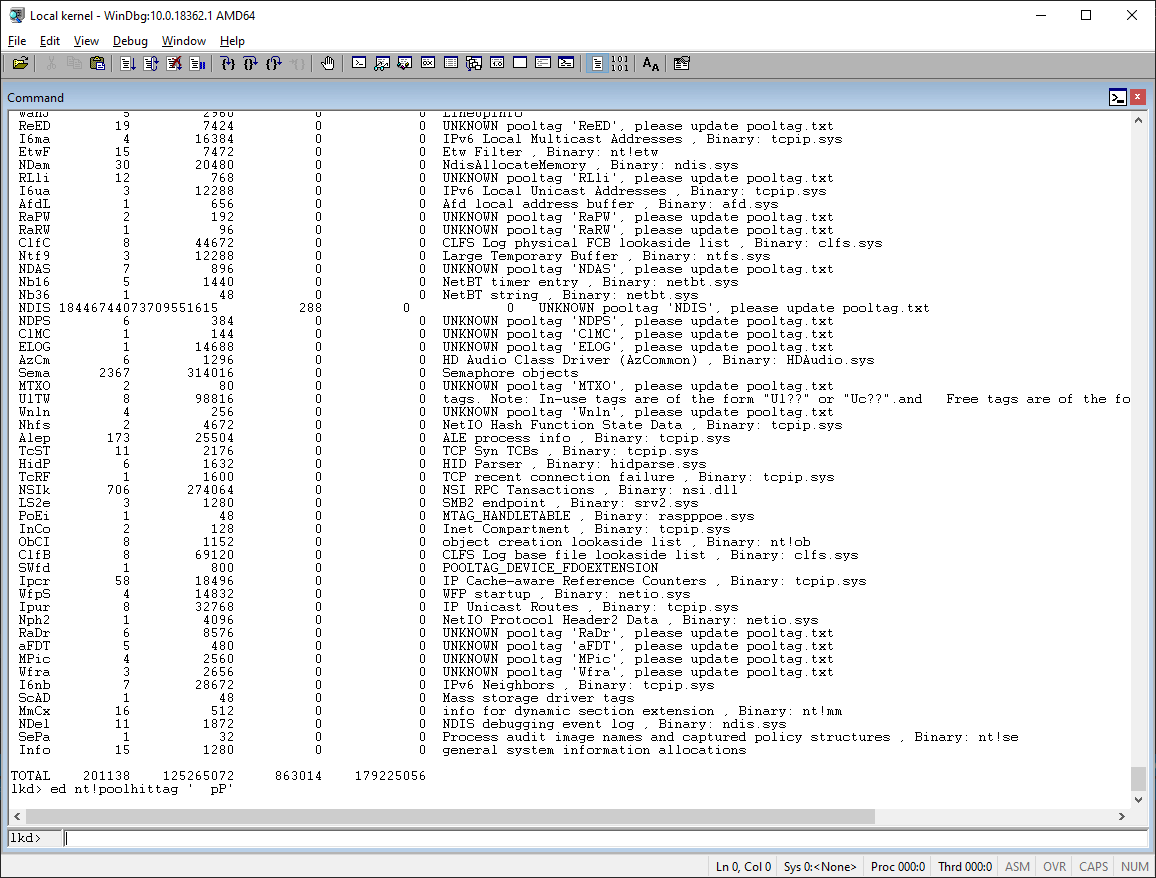 Local kernel - WinDbg:10.0.18362.1 AMD64
File Edit View Debug Window Help
Command
5 2960 0 0 LineUpInfo
ReED 19 7424 0 0 UNKNOWN pooltag 'ReED', please update pooltag.txt
I6ma 4 16384 0 0 IPv6 Local Multicast Addresses , Binary: tcpip.sys
EtwF 15 7472 0 0 Etw Filter , Binary: nt!etw
NDam 30 20480 0 0 NdisAllocateMemory , Binary: ndis.sys
RLli 12 768 0 0 UNKNOWN pooltag 'RLli', please update pooltag.txt
I6ua 3 12288 0 0 IPv6 Local Unicast Addresses , Binary: tcpip.sys
AfdL 1 656 0 0 Afd local address buffer , Binary: afd.sys
RaPW 2 192 0 0 UNKNOWN pooltag 'RaPW', please update pooltag.txt
RaRW 1 96 0 0 UNKNOWN pooltag 'RaRW', please update pooltag.txt
ClfC 8 44672 0 0 CLFS Log physical FCB lookaside list , Binary: clfs.sys
Ntf9 3 12288 0 0 Large Temporary Buffer , Binary: ntfs.sys
NDAS 7 896 0 0 UNKNOWN pooltag 'NDAS', please update pooltag.txt
Nb16 5 1440 0 0 NetBT timer entry , Binary: netbt.sys
Nb36 1 48 0 0 NetBT string , Binary: netbt.sys
NDIS 18446744073709551615 288 0 0 UNKNOWN pooltag 'NDIS', please update pooltag.txt
NDPS 6 384 0 0 UNKNOWN pooltag 'NDPS', please update pooltag.txt
ClMC 1 144 0 0 UNKNOWN pooltag 'ClMC', please update pooltag.txt
ELOG 1 14688 0 0 UNKNOWN pooltag 'ELOG', please update pooltag.txt
AzCm 6 1296 0 0 HD Audio Class Driver (AzCommon) , Binary: HDAudio.sys
Sema 2367 314016 0 0 Semaphore objects
MTXO 2 80 0 0 UNKNOWN pooltag 'MTXO', please update pooltag.txt
UlTW 8 98816 0 0 tags. Note: In-use tags are of the form "Ul??" or "Uc??".and Free tags are of the fo
Wnln 4 256 0 0 UNKNOWN pooltag 'Wnln', please update pooltag.txt
Nhfs 2 4672 0 0 NetIO Hash Function State Data , Binary: tcpip.sys
Alep 173 25504 0 0 ALE process info , Binary: tcpip.sys
TcST 11 2176 0 0 TCP Syn TCBs , Binary: tcpip.sys
HidP 6 1632 0 0 HID Parser , Binary: hidparse.sys
TcRF 1 1600 0 0 TCP recent connection failure , Binary: tcpip.sys
NSIk 706 274064 0 0 NSI RPC Tansactions , Binary: nsi.dll
LS2e 3 1280 0 0 SMB2 endpoint , Binary: srv2.sys
PoEi 1 48 0 0 MTAG_HANDLETABLE , Binary: raspppoe.sys
InCo 2 128 0 0 Inet Compartment , Binary: tcpip.sys
ObCI 8 1152 0 0 object creation lookaside list , Binary: nt!ob
ClfB 8 69120 0 0 CLFS Log base file lookaside list , Binary: clfs.sys
SWfd 1 800 0 0 POOLTAG_DEVICE_FDOEXTENSION
Ipcr 58 18496 0 0 IP Cache-aware Reference Counters , Binary: tcpip.sys
WfpS 4 14832 0 0 WFP startup , Binary: netio.sys
Ipur 8 32768 0 0 IP Unicast Routes , Binary: tcpip.sys
Nph2 1 4096 0 0 NetIO Protocol Header2 Data , Binary: netio.sys
RaDr 6 8576 0 0 UNKNOWN pooltag 'RaDr', please update pooltag.txt
aFDT 5 480 0 0 UNKNOWN pooltag 'aFDT', please update pooltag.txt
MPic 4 2560 0 0 UNKNOWN pooltag 'MPic', please update pooltag.txt
Wfra 3 2656 0 0 UNKNOWN pooltag 'Wfra', please update pooltag.txt
I6nb 7 28672 0 0 IPv6 Neighbors , Binary: tcpip.sys
ScAD 1 48 0 0 Mass storage driver tags
MmCx 16 512 0 0 info for dynamic section extension , Binary: nt!mm
NDel 11 1872 0 0 NDIS debugging event log , Binary: ndis.sys
SePa 1 32 0 0 Process audit image names and captured policy structures , Binary: nt!se
Info 15 1280 0 0 general system information allocations
TOTAL 201138 125265072 863014 179225056
lkd> ed nt!poolhittag '  pP'
lkd>
Ln 0, Col 0 Sys 0:<None> Proc 000:0 Thrd 000:0 ASM OVR CAPS NUM